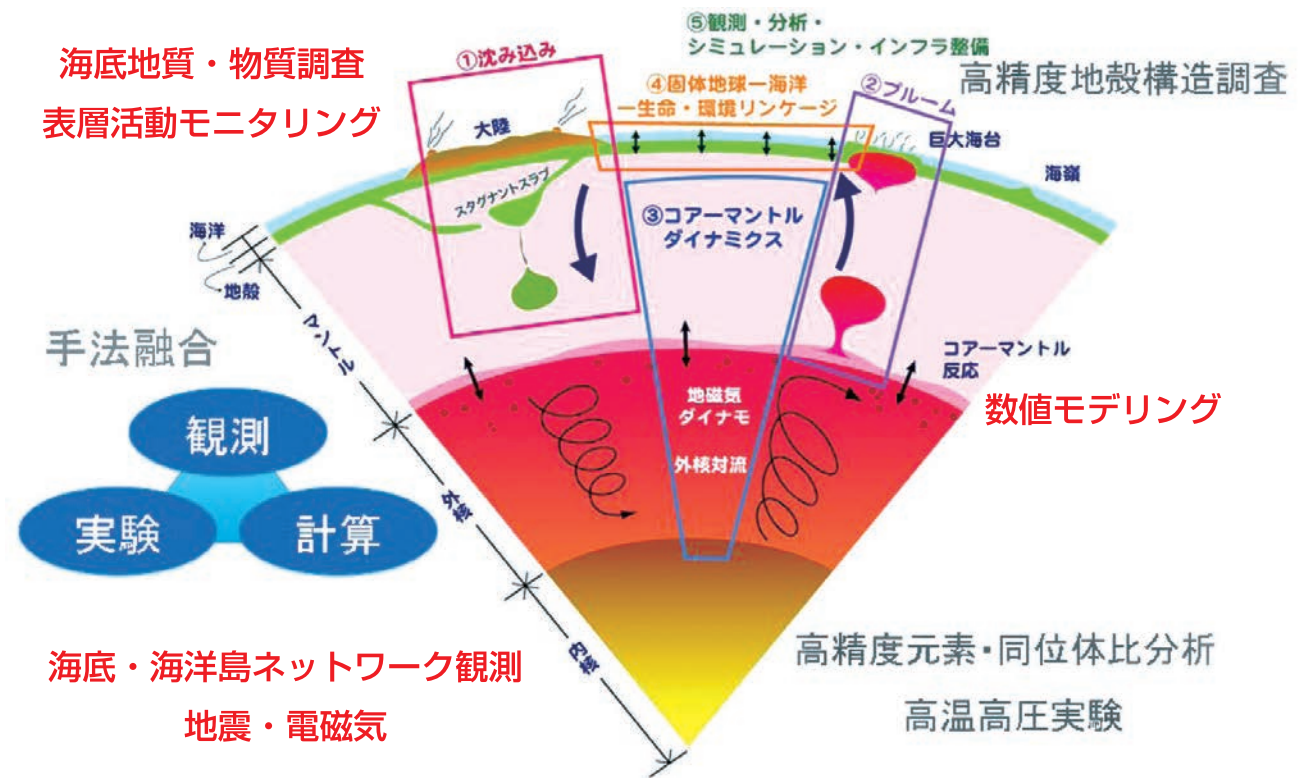 ⑤観測・分析・
シミュレーション・インフラ整備
海底地質・物質調査
表層活動モニタリング
①沈み込み
④固体地球ー海洋
ー生命・環境リンケージ
②プルーム
高精度地殻構造調査
大陸
巨大海台
海嶺
スタグナントスラブ
③コアーマントル
ダイナミクス
海洋
地殻
マントル
手法融合
観測
実験
計算
コアーマントル
反応
数値モデリング
地磁気
ダイナモ
外核対流
外核
内核
海底・海洋島ネットワーク観測
地震・電磁気
高精度元素・同位体比分析
高温高圧実験